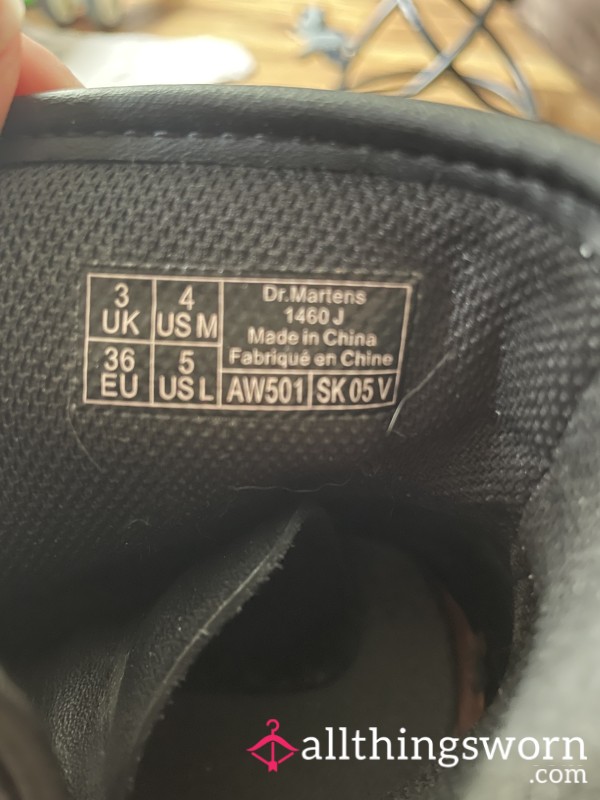 3 UK
4 US M
36 EU
5 US L
Dr.Martens
1460 J
Made in China
Fabriqué en Chine
AW501 SK 05 V
allthingsworn
.com